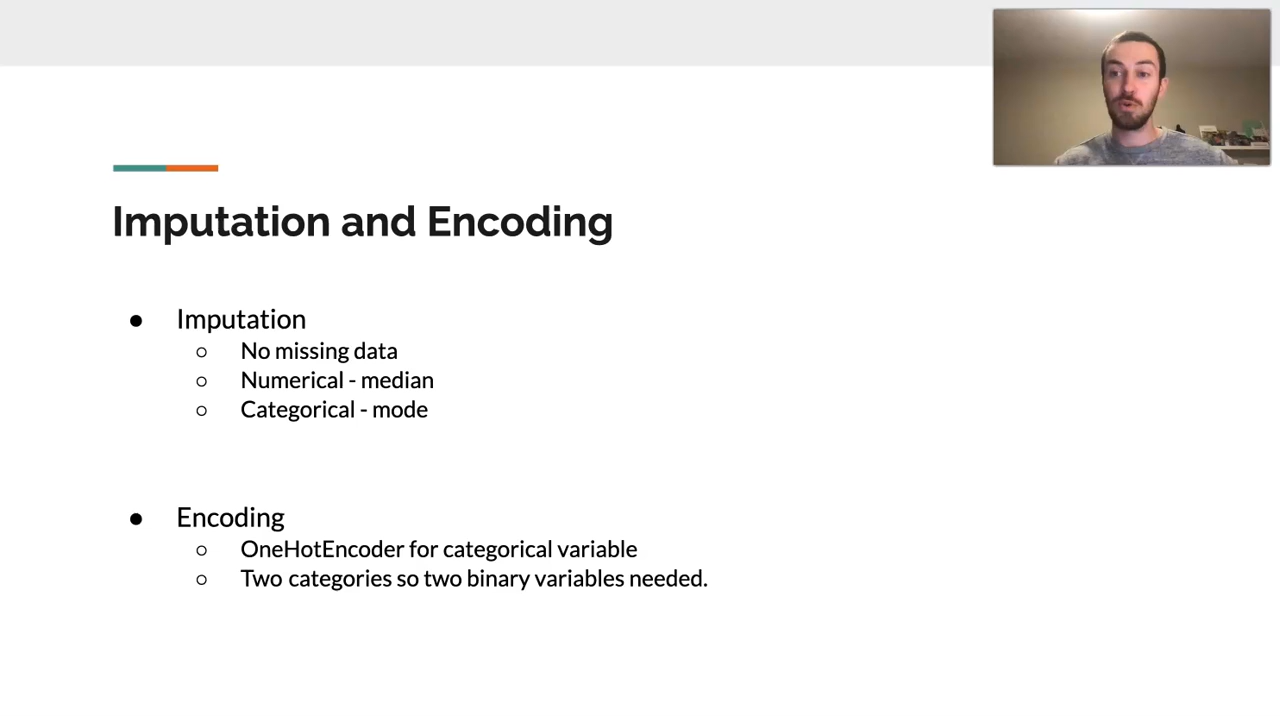 Imputation and Encoding
● Imputation
○ No missing data
○ Numerical - median
○ Categorical - mode
● Encoding
○ OneHotEncoder for categorical variable
○ Two categories so two binary variables needed.